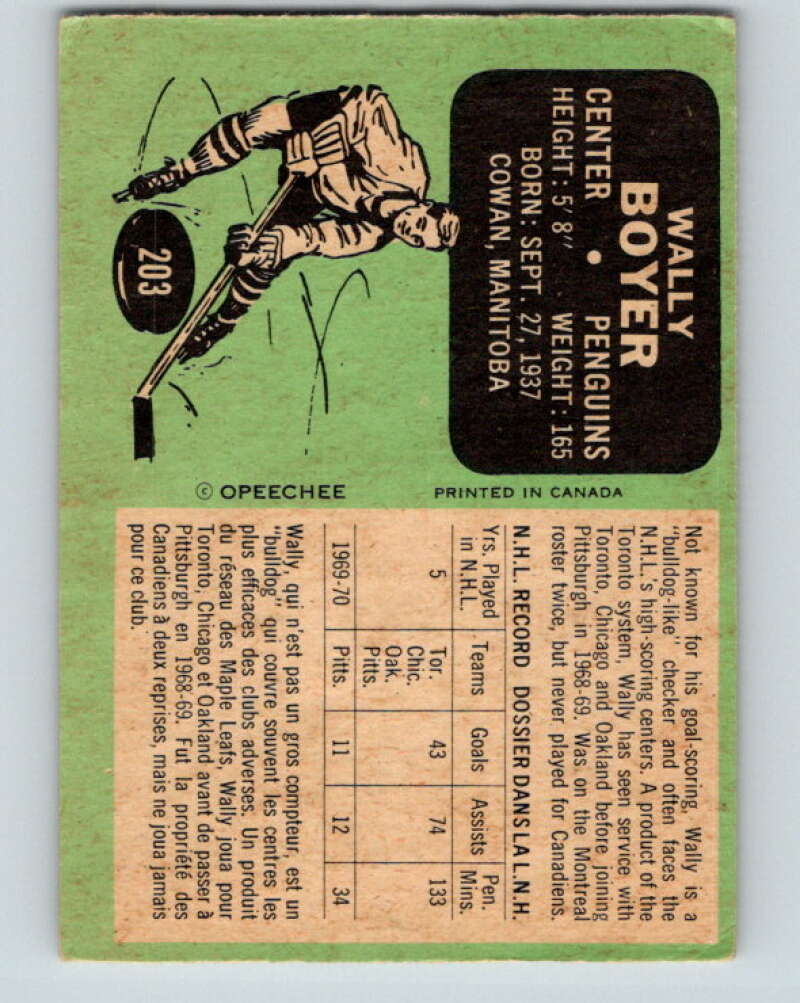 203
WALLY
BOYER
CENTER • PENGUINS
HEIGHT: 5' 8" WEIGHT: 165
BORN: SEPT. 27, 1937
COWAN, MANITOBA
© OPEECHEE
PRINTED IN CANADA
Not known for his goal-scoring, Wally is a
"bulldog-like" checker and often faces the
N.H.L.'s high-scoring centers. A product of the
Toronto system, Wally has seen service with
Toronto, Chicago and Oakland before joining
Pittsburgh in 1968-69. Was on the Montreal
roster twice, but never played for Canadiens.
N.H.L. RECORD DOSSIER DANS LA L.N.H.
Yrs. Played in N.H.L. Teams Goals Assists Pen. Mins.
5 Tor. Chic. Oak. Pitts. 43 74 133
1969-70 Pitts. 11 12 34
Wally, qui n'est pas un gros compteur, est un
"bulldog" qui couvre souvent les centres les
plus efficaces des clubs adverses. Un produit
du réseau des Maple Leafs, Wally joua pour
Toronto, Chicago et Oakland avant de passer à
Pittsburgh en 1968-69. Fut la propriété des
Canadiens à deux reprises, mais ne joua jamais
pour ce club.